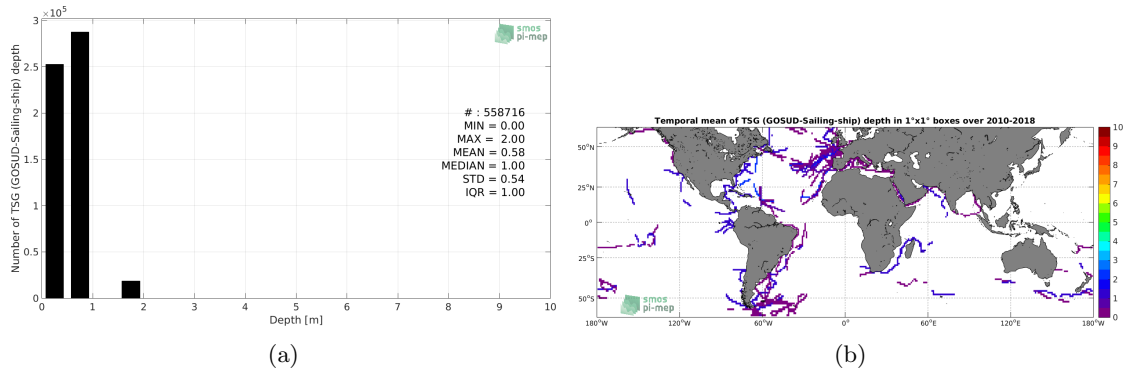 ×10⁵
3
2.5
2
1.5
1
0.5
0
0 1 2 3 4 5 6 7 8 9 10
Number of TSG (GOSUD-Sailing-ship) depth
Depth [m]
smos
pi-mep
# : 558716
MIN = 0.00
MAX = 2.00
MEAN = 0.58
MEDIAN = 1.00
STD = 0.54
IQR = 1.00
(a)
Temporal mean of TSG (GOSUD-Sailing-ship) depth in 1°x1° boxes over 2010-2018
50°N
25°N
0°
25°S
50°S
180°W 120°W 60°W 0° 60°E 120°E 180°W
smos
pi-mep
10
9
8
7
6
5
4
3
2
1
0
(b)